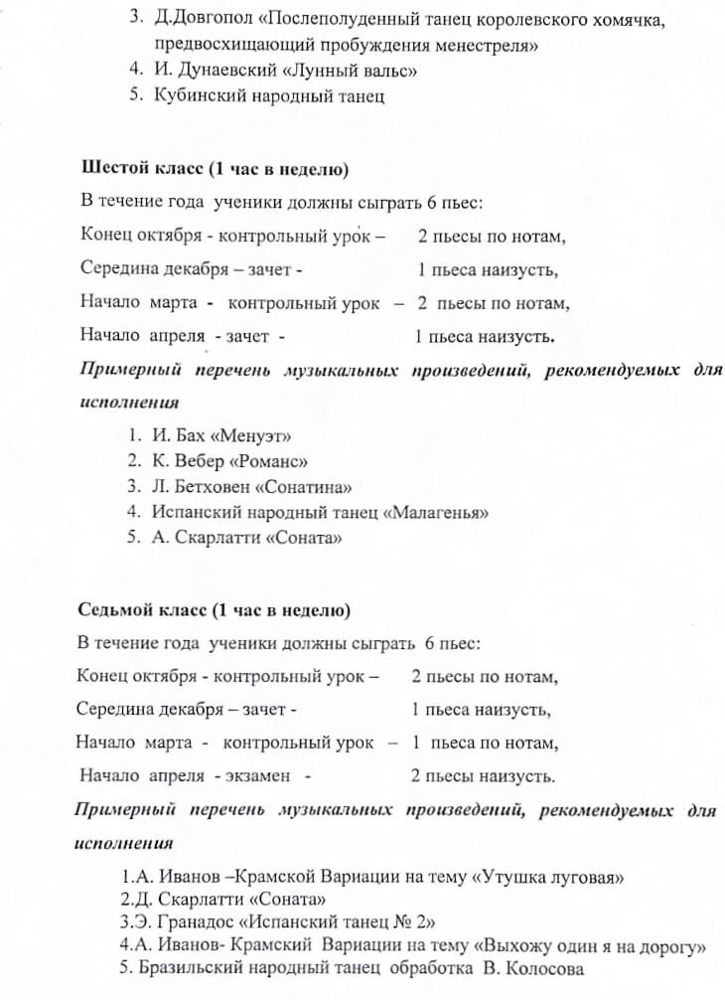 3. Д.Довгопол «Послеполуденный танец королевского хомячка,
предвосхищающий пробуждения менестреля»
4. И. Дунаевский «Лунный вальс»
5. Кубинский народный танец
Шестой класс (1 час в неделю)
В течение года ученики должны сыграть 6 пьес:
Конец октября - контрольный урок – 2 пьесы по нотам,
Середина декабря – зачет - 1 пьеса наизусть,
Начало марта - контрольный урок – 2 пьесы по нотам,
Начало апреля - зачет - 1 пьеса наизусть.
Примерный перечень музыкальных произведений, рекомендуемых для
исполнения
1. И. Бах «Менуэт»
2. К. Вебер «Романс»
3. Л. Бетховен «Сонатина»
4. Испанский народный танец «Малагенья»
5. А. Скарлатти «Соната»
Седьмой класс (1 час в неделю)
В течение года ученики должны сыграть 6 пьес:
Конец октября - контрольный урок – 2 пьесы по нотам,
Середина декабря – зачет - 1 пьеса наизусть,
Начало марта - контрольный урок – 1 пьеса по нотам,
Начало апреля - экзамен - 2 пьесы наизусть.
Примерный перечень музыкальных произведений, рекомендуемых для
исполнения
1.А. Иванов –Крамской Вариации на тему «Утушка луговая»
2.Д. Скарлатти «Соната»
3.Э. Гранадос «Испанский танец № 2»
4.А. Иванов- Крамский Вариации на тему «Выхожу один я на дорогу»
5. Бразильский народный танец обработка В. Колосова